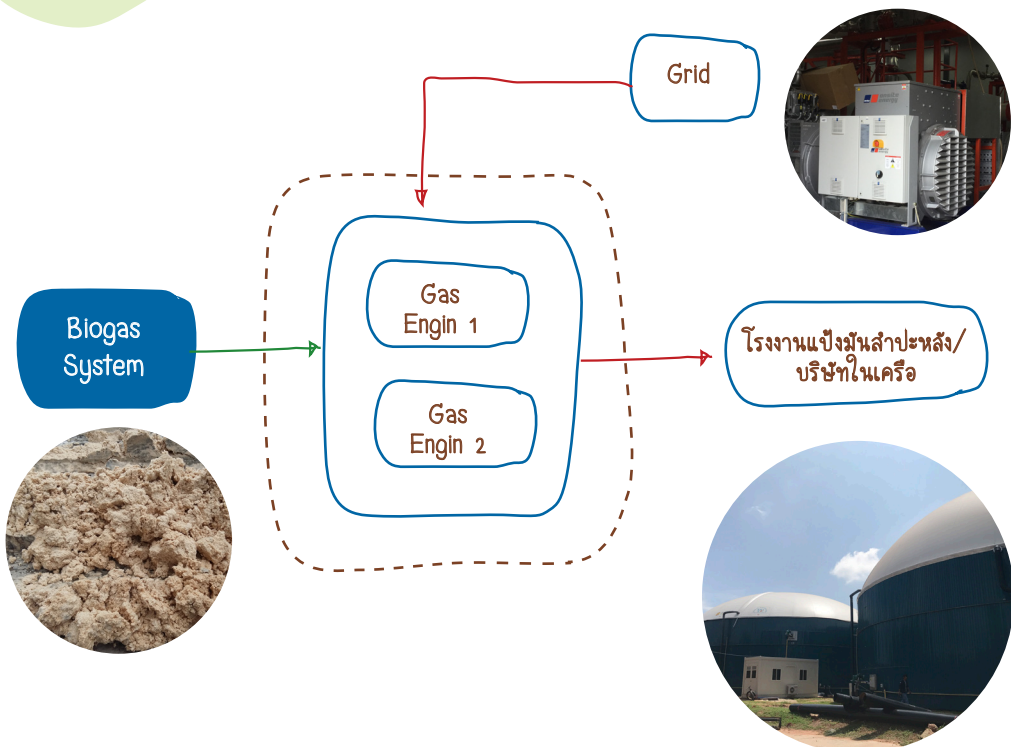 Grid
Gas
Engin 1
Biogas
System
โรงงานแป้งมันสำปะหลัง/
บริษัทในเครือ
Gas
Engin 2